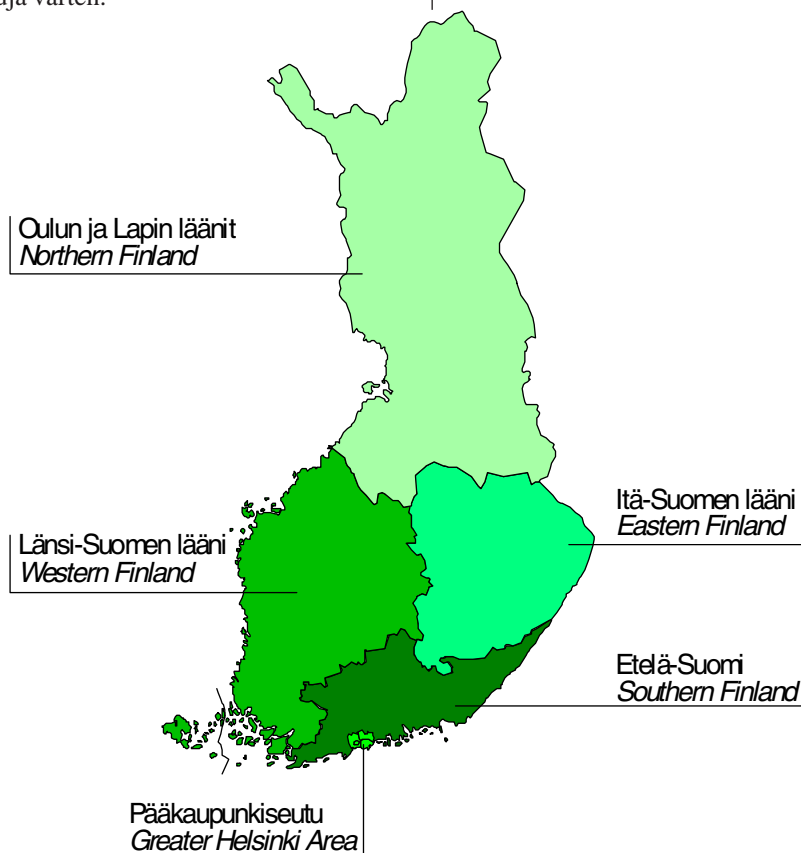 varten.
Oulun ja Lapin läänit
Northern Finland
Itä-Suomen lääni
Eastern Finland
Länsi-Suomen lääni
Western Finland
Etelä-Suomi
Southern Finland
Pääkaupunkiseutu
Greater Helsinki Area